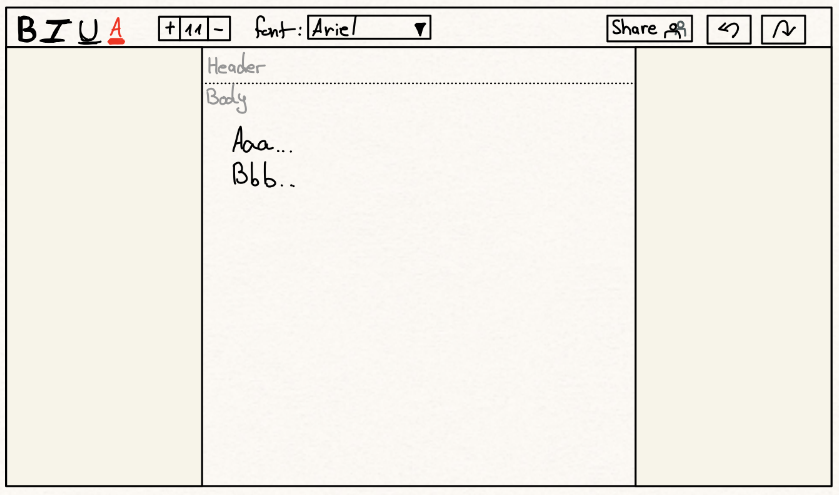 B I U A + 11 - font: Ariel Share
Header
Body
Aaa...
Bbb..